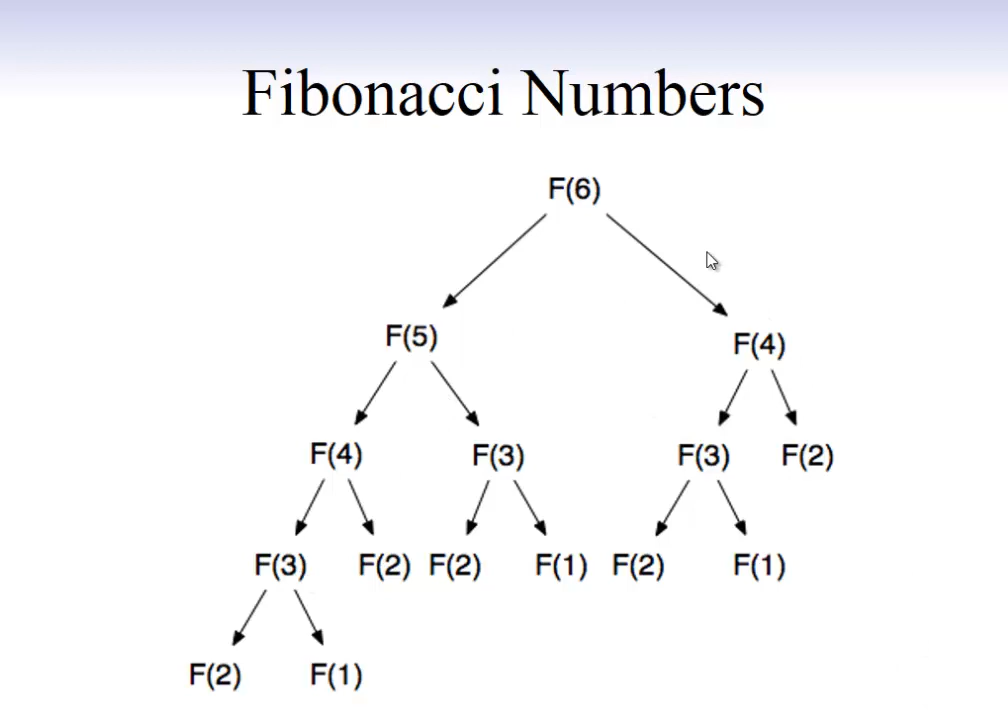 Fibonacci Numbers
F(6)
F(5)
F(4)
F(4)
F(3)
F(3)
F(2)
F(3)
F(2)
F(2)
F(1)
F(2)
F(1)
F(2)
F(1)